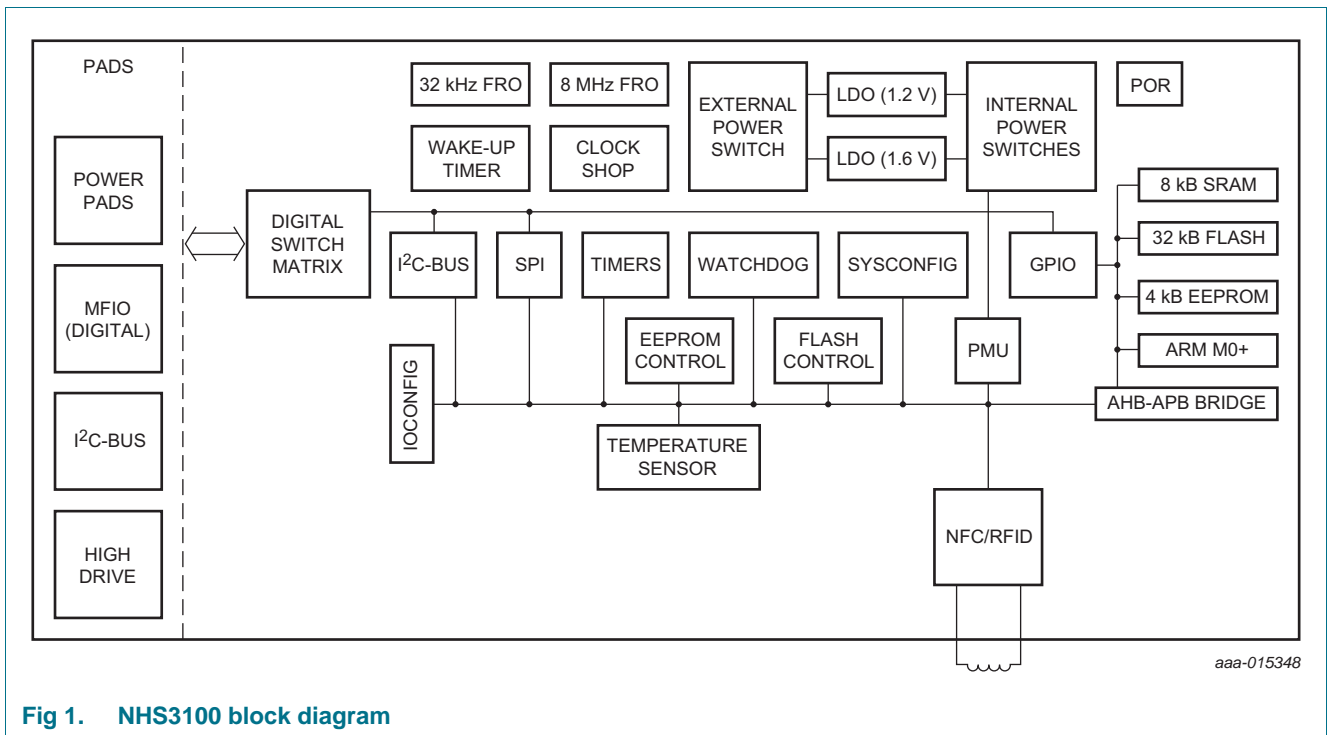 PADS
POWER
PADS
MFIO
(DIGITAL)
I2C-BUS
HIGH
DRIVE
DIGITAL
SWITCH
MATRIX
32 kHz FRO
8 MHz FRO
WAKE-UP
TIMER
CLOCK
SHOP
EXTERNAL
POWER
SWITCH
LDO (1.2 V)
LDO (1.6 V)
INTERNAL
POWER
SWITCHES
POR
I2C-BUS
SPI
TIMERS
WATCHDOG
SYSCONFIG
GPIO
8 kB SRAM
32 kB FLASH
4 kB EEPROM
ARM M0+
AHB-APB BRIDGE
IOCONFIG
EEPROM
CONTROL
FLASH
CONTROL
PMU
TEMPERATURE
SENSOR
NFC/RFID
aaa-015348
Fig 1. NHS3100 block diagram